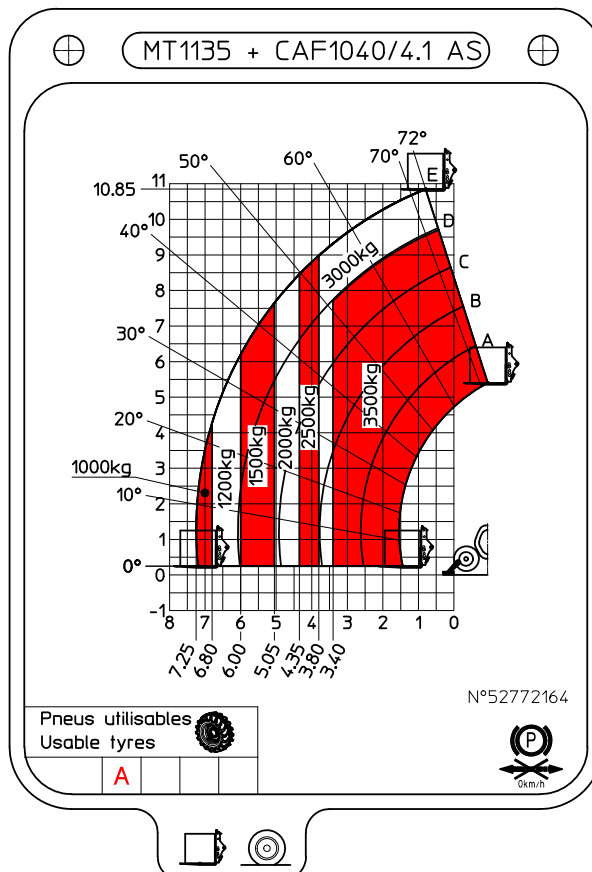 MT1135 + CAF1040/4.1 AS
72°
50°
60°
70°
E
11
10.85
10
D
40°
3000kg
9
C
8
B
7
30°
A
6
5
3500kg
2500kg
2000kg
1500kg
20°
4
1200kg
3
1000kg
10°
2
1
0°
0
-1
8 7 6 5 4 3 2 1 0
7.25 6.80 6.00 5.05 4.35 3.80 3.40
N°52772164
Pneus utilisables
Usable tyres
P
A
0km/h